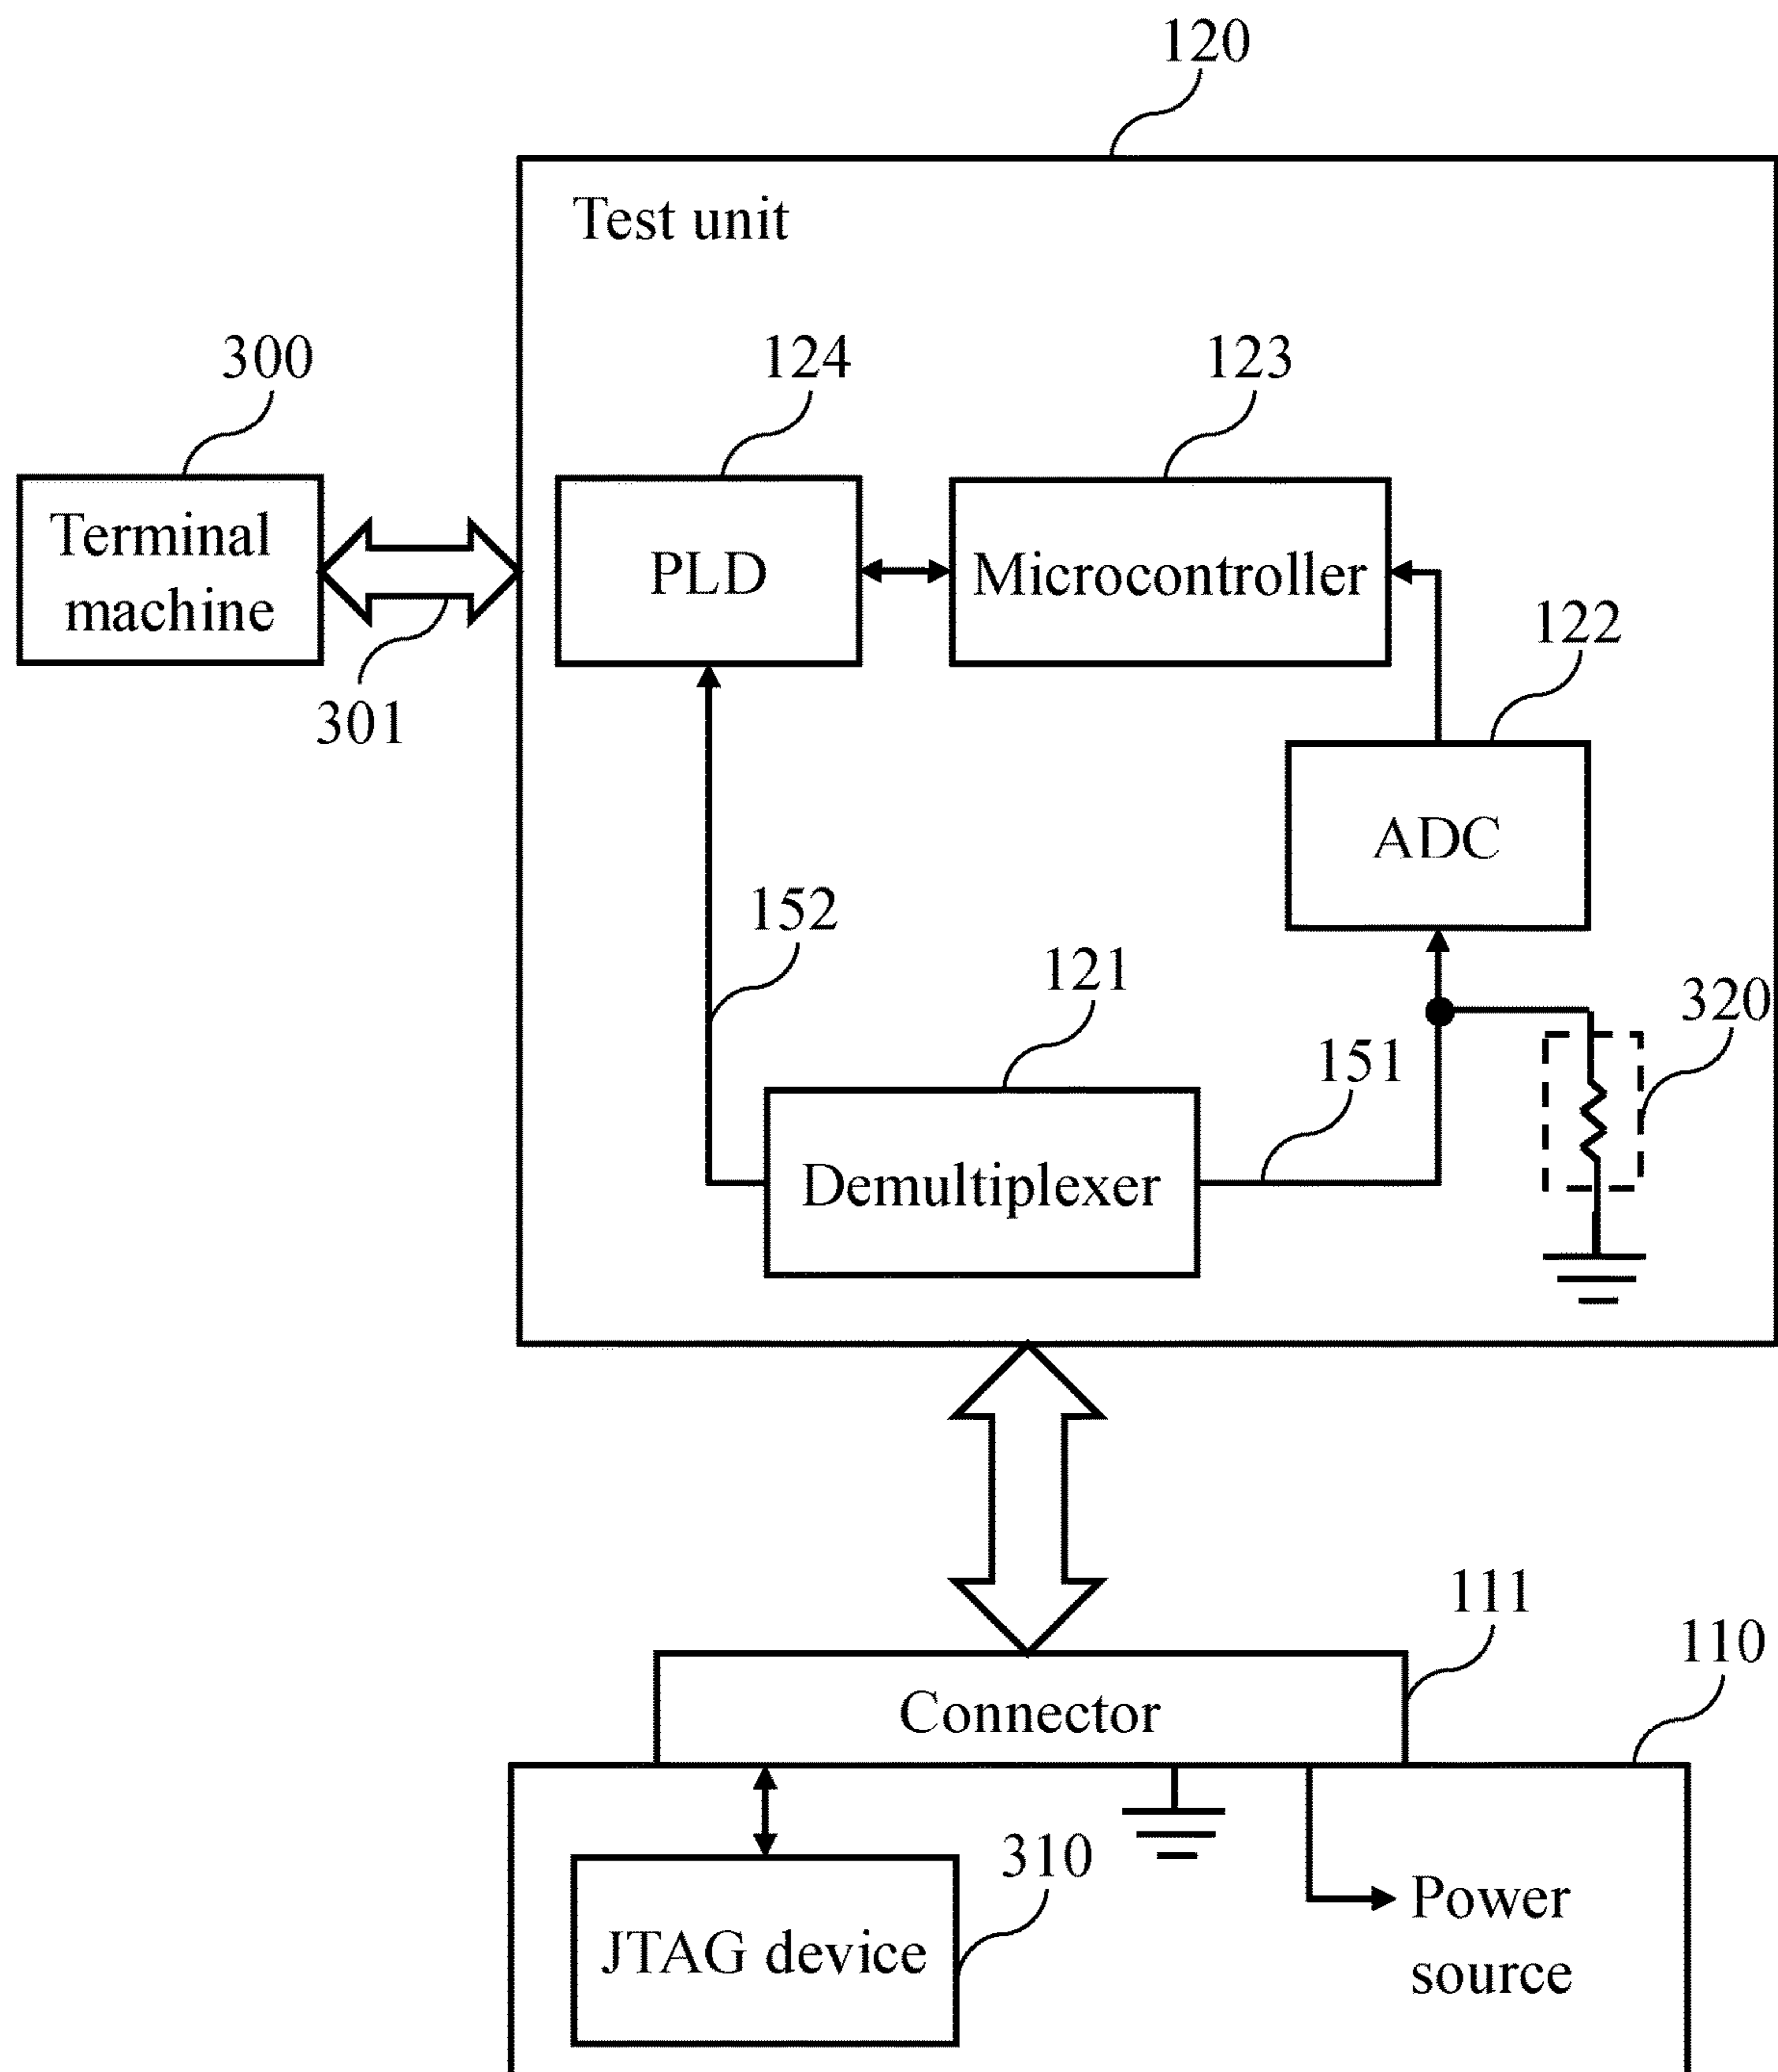 120
Test unit
300
124
123
Terminal
machine
PLD
Microcontroller
122
301
ADC
152
121
320
151
Demultiplexer
111
110
Connector
310
Power
source
JTAG device